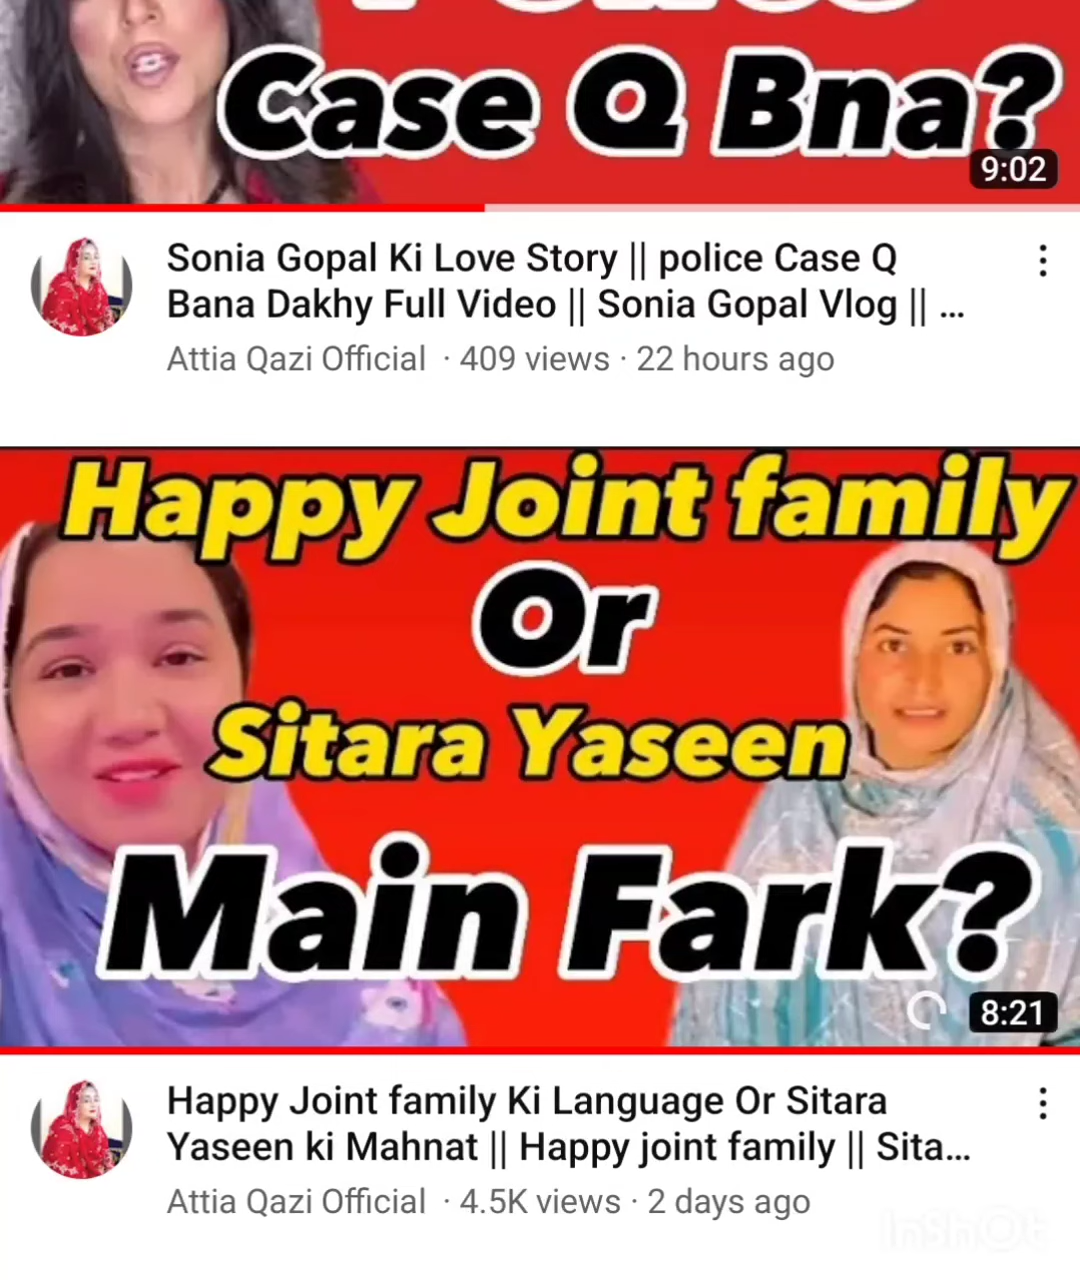 Case Q Bna?
9:02
Sonia Gopal Ki Love Story || police Case Q
Bana Dakhy Full Video || Sonia Gopal Vlog || ...
Attia Qazi Official · 409 views · 22 hours ago
Happy Joint family
Or
Sitara Yaseen
Main Fark?
8:21
Happy Joint family Ki Language Or Sitara
Yaseen ki Mahnat || Happy joint family || Sita...
Attia Qazi Official · 4.5K views · 2 days ago
InShOt